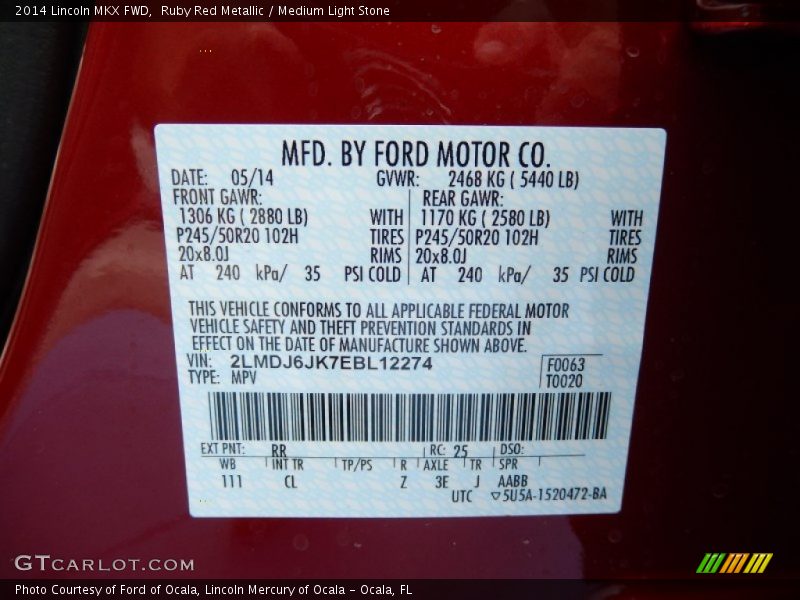 2014 Lincoln MKX FWD,  Ruby Red Metallic / Medium Light Stone
MFD. BY FORD MOTOR CO.
DATE: 05/14 GVWR: 2468 KG ( 5440 LB)
FRONT GAWR: REAR GAWR:
1306 KG ( 2880 LB) WITH 1170 KG ( 2580 LB) WITH
P245/50R20 102H TIRES P245/50R20 102H TIRES
20x8.0J RIMS 20x8.0J RIMS
AT 240 kPa/ 35 PSI COLD AT 240 kPa/ 35 PSI COLD
THIS VEHICLE CONFORMS TO ALL APPLICABLE FEDERAL MOTOR
VEHICLE SAFETY AND THEFT PREVENTION STANDARDS IN
EFFECT ON THE DATE OF MANUFACTURE SHOWN ABOVE.
VIN: 2LMDJ6JK7EBL12274 F0063
TYPE: MPV T0020
EXT PNT: RR RC: 25 DSO:
WB INT TR TP/PS R AXLE TR SPR
111 CL Z 3E J AABB
UTC ▽5U5A-1520472-BA
GTCARLOT.COM
Photo Courtesy of Ford of Ocala, Lincoln Mercury of Ocala - Ocala, FL